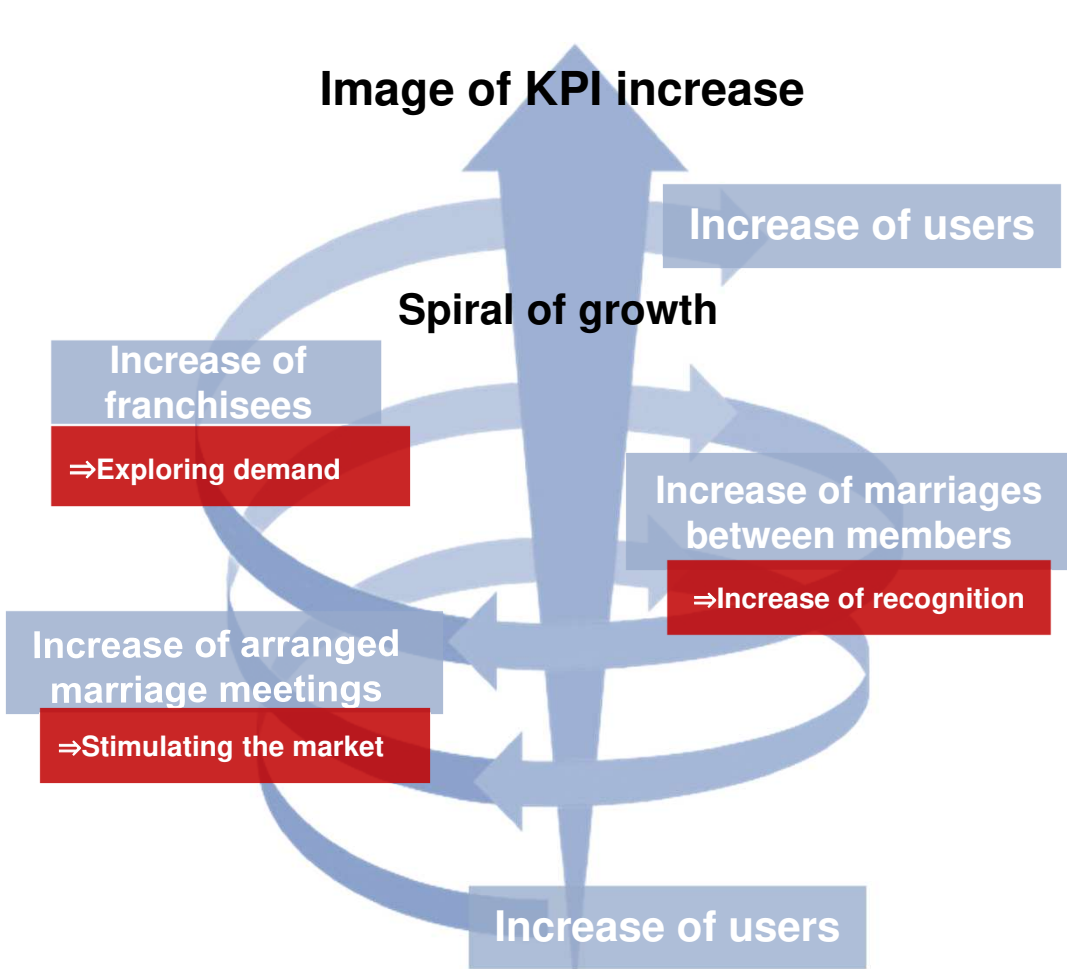 Image of KPI increase
Increase of users
Spiral of growth
Increase of
franchisees
⇒Exploring demand
Increase of marriages
between members
⇒Increase of recognition
Increase of arranged
marriage meetings
⇒Stimulating the market
Increase of users